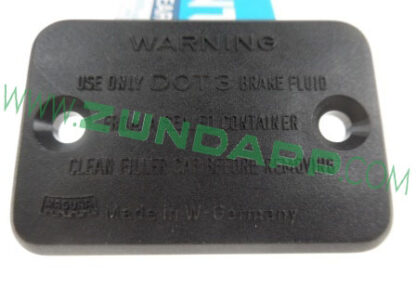 WARNING
USE ONLY DOT 3 BRAKE FLUID
FROM CONTAINER
CLEAN FILLER CAP BEFORE REMOVING
MAGURA Made in W-Germany
WWW.ZUNDAPP.COM